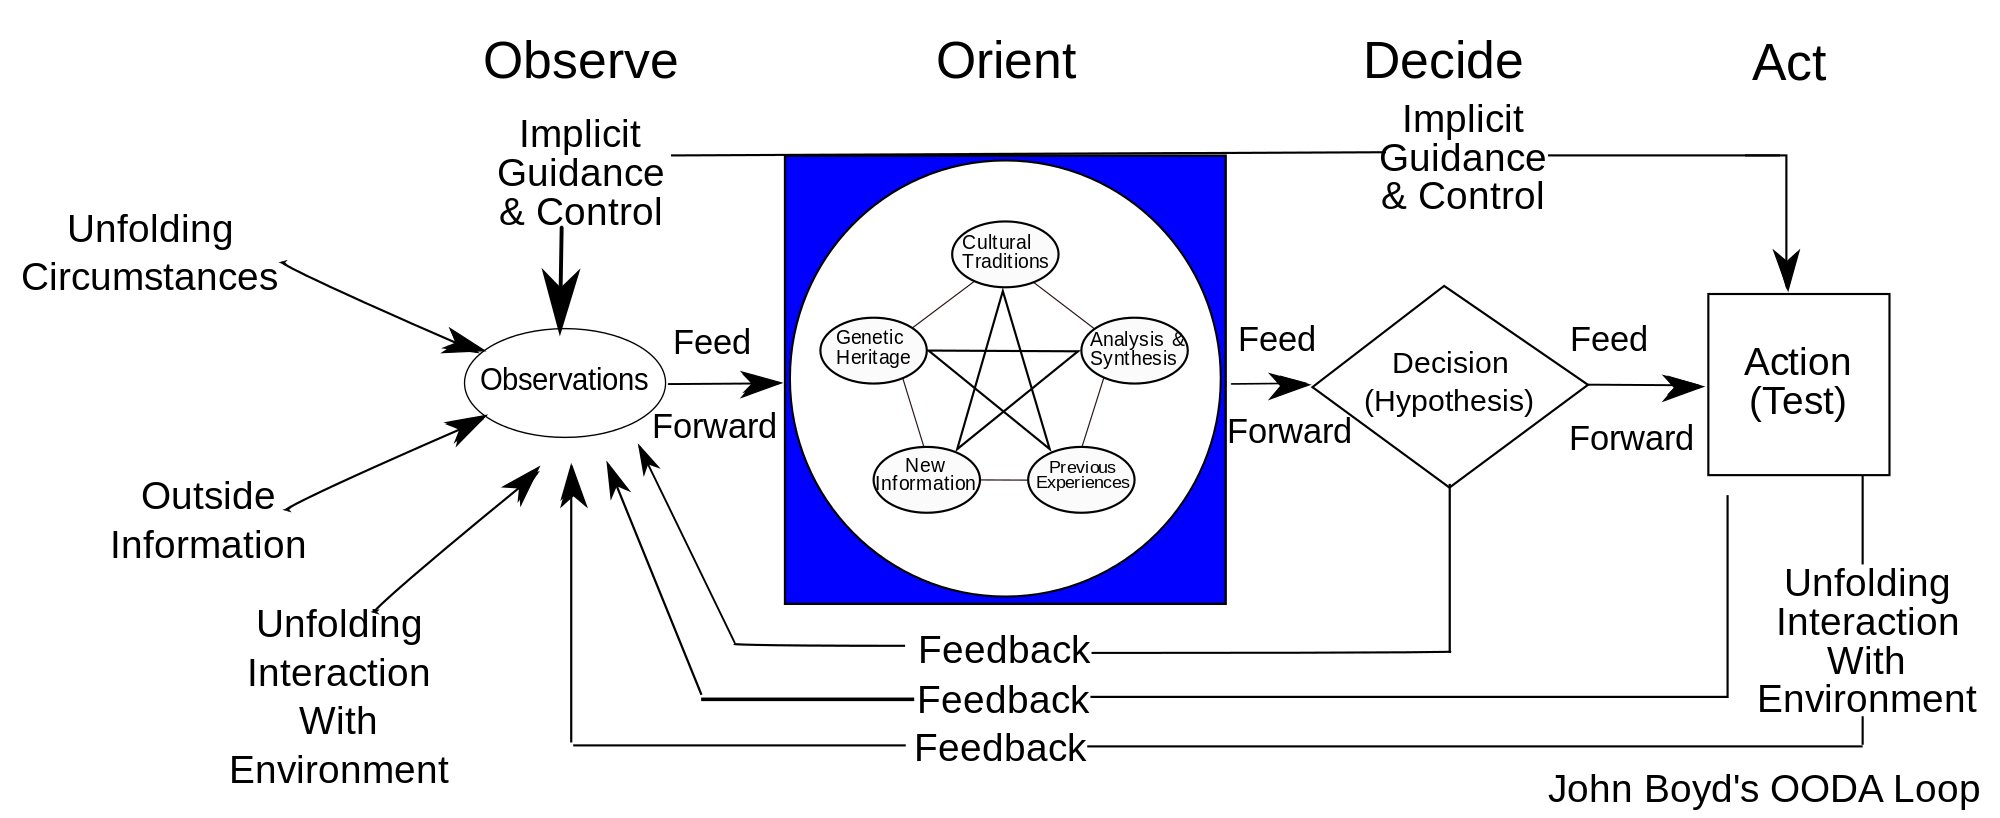 Observe
Orient
Decide
Act
Implicit
Guidance
& Control
Implicit
Guidance
& Control
Unfolding
Circumstances
Outside
Information
Unfolding
Interaction
With
Environment
Observations
Feed
Forward
Cultural
Traditions
Genetic
Heritage
Analysis &
Synthesis
New
Information
Previous
Experiences
Feed
Forward
Decision
(Hypothesis)
Feed
Forward
Action
(Test)
Unfolding
Interaction
With
Environment
Feedback
Feedback
Feedback
John Boyd's OODA Loop